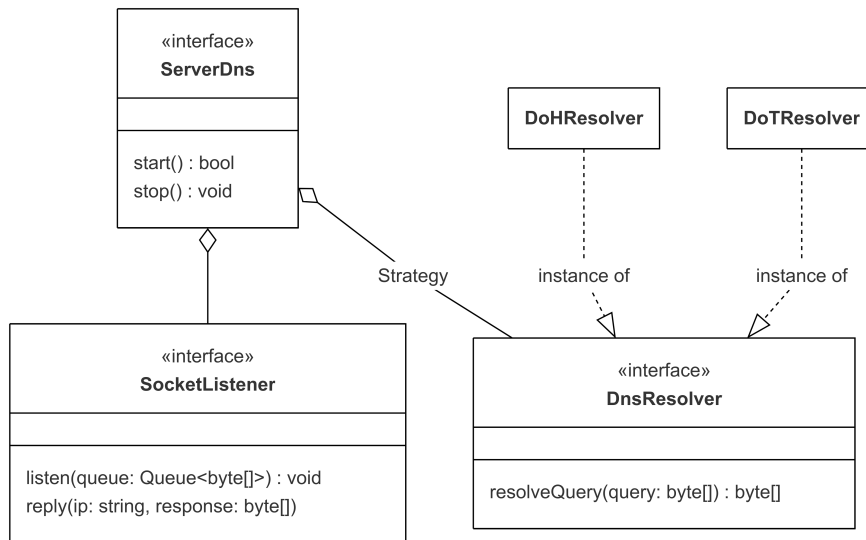 «interface»
ServerDns
start() : bool
stop() : void
DoHResolver
DoTResolver
Strategy
instance of
instance of
«interface»
SocketListener
listen(queue: Queue<byte[]>) : void
reply(ip: string, response: byte[])
«interface»
DnsResolver
resolveQuery(query: byte[]) : byte[]